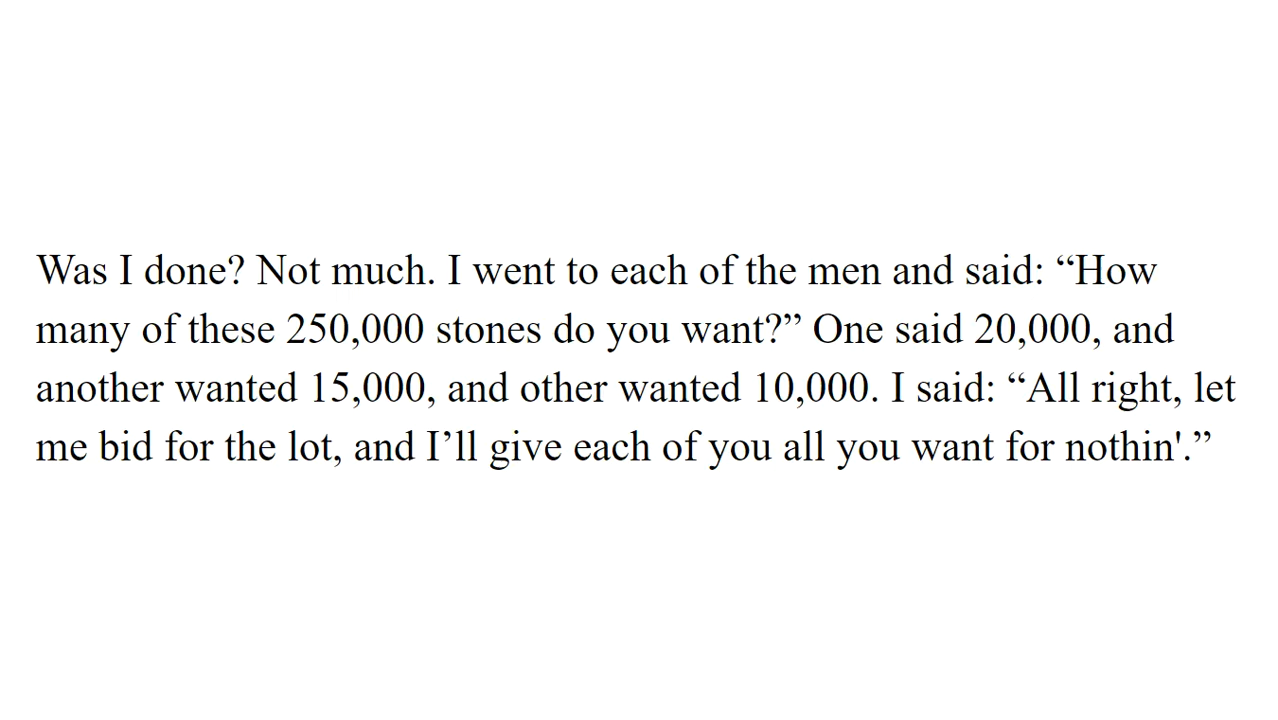 Was I done? Not much. I went to each of the men and said: “How
many of these 250,000 stones do you want?” One said 20,000, and
another wanted 15,000, and other wanted 10,000. I said: “All right, let
me bid for the lot, and I’ll give each of you all you want for nothin'.”